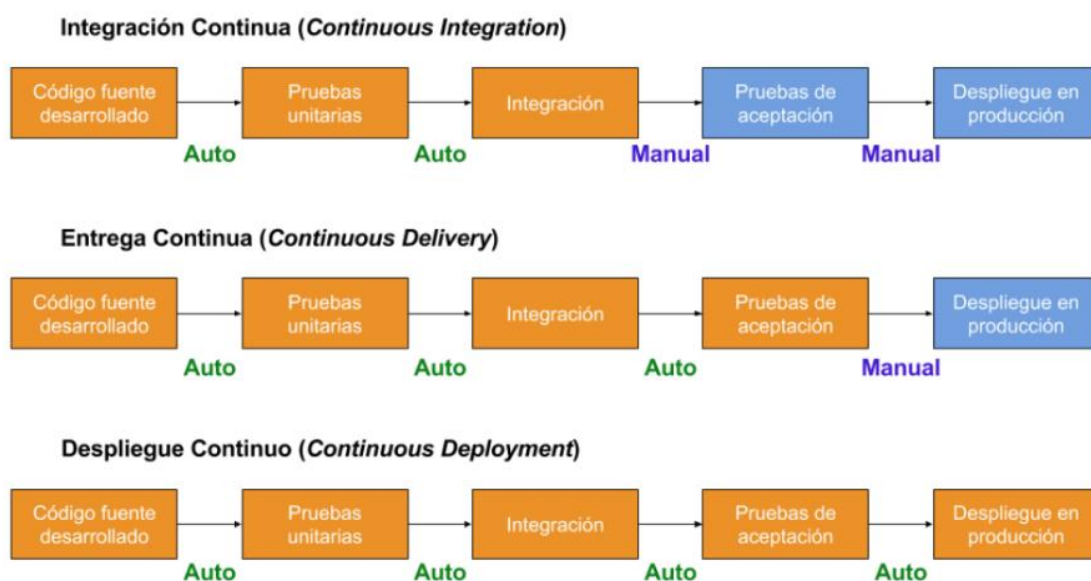 Integración Continua (Continuous Integration)
Código fuente
desarrollado
Pruebas
unitarias
Integración
Pruebas de
aceptación
Despliegue en
producción
Auto
Auto
Manual
Manual
Entrega Continua (Continuous Delivery)
Código fuente
desarrollado
Pruebas
unitarias
Integración
Pruebas de
aceptación
Despliegue en
producción
Auto
Auto
Auto
Manual
Despliegue Continuo (Continuous Deployment)
Código fuente
desarrollado
Pruebas
unitarias
Integración
Pruebas de
aceptación
Despliegue en
producción
Auto
Auto
Auto
Auto